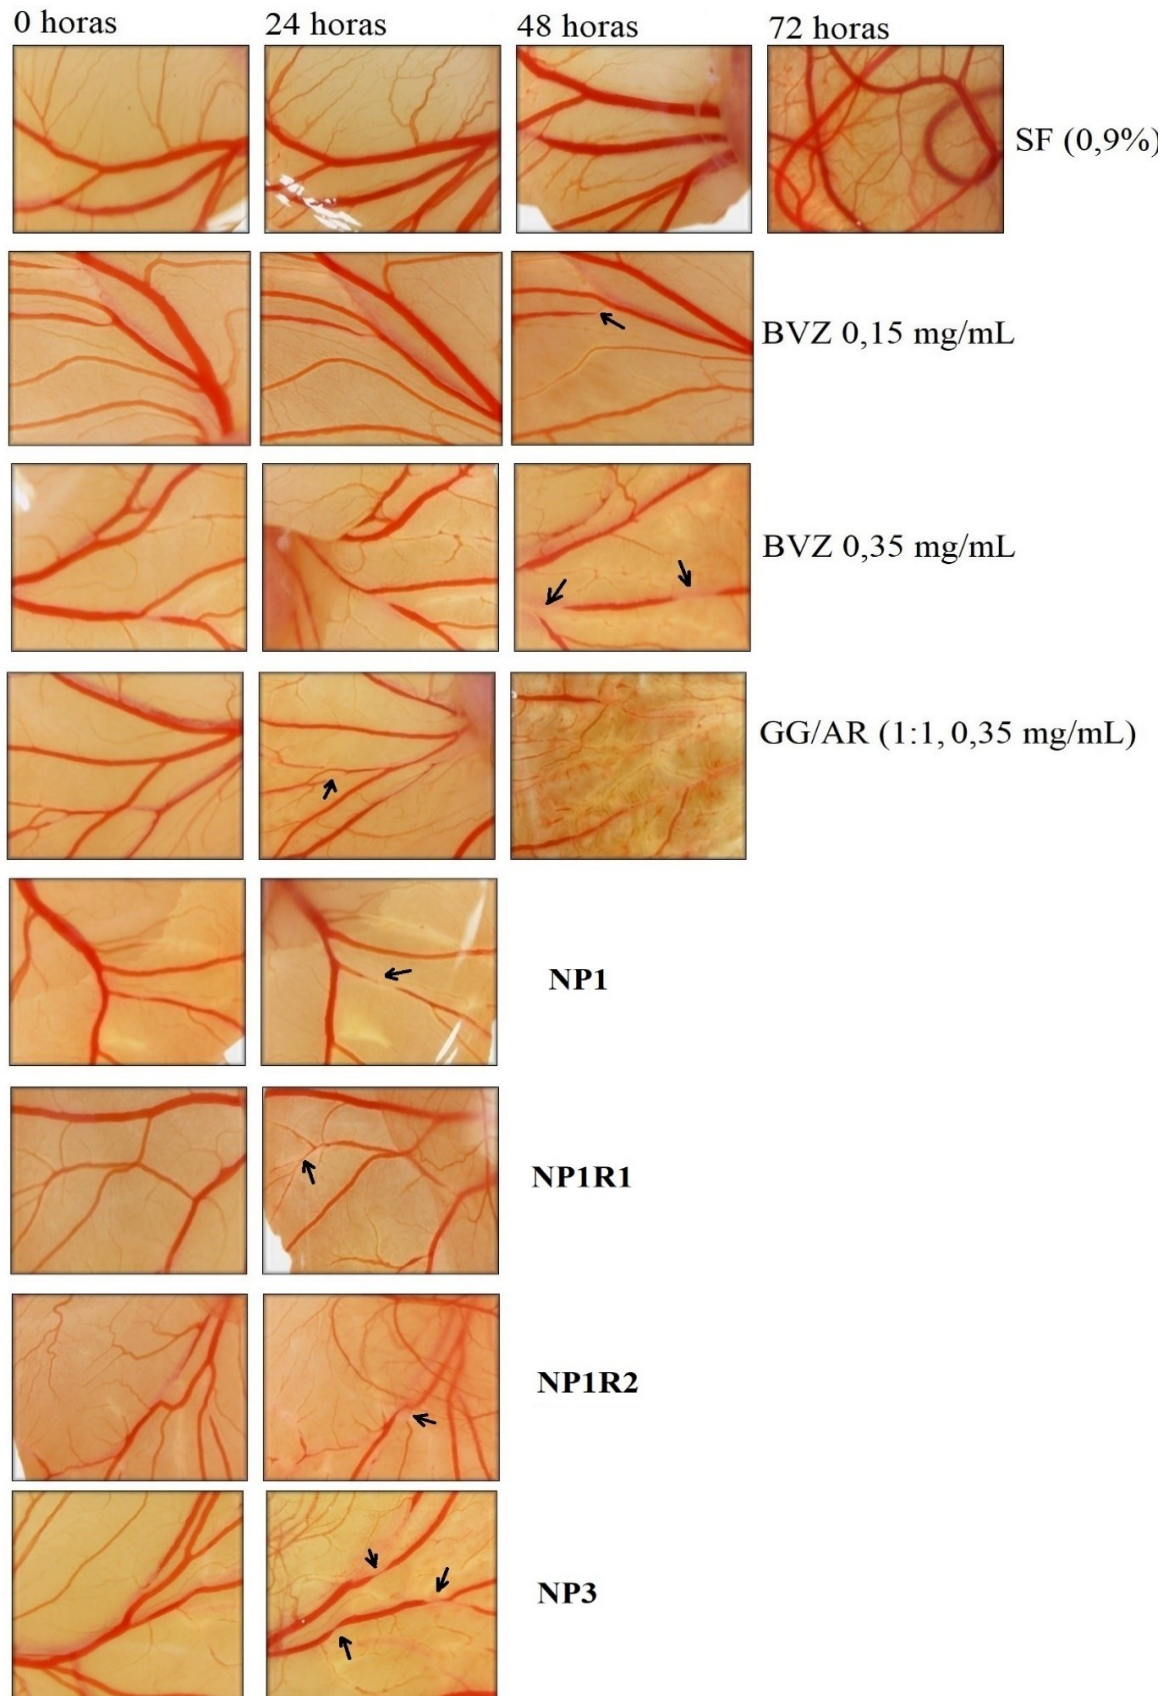 0 horas
24 horas
48 horas
72 horas
SF (0,9%)
BVZ 0,15 mg/mL
BVZ 0,35 mg/mL
GG/AR (1:1, 0,35 mg/mL)
NP1
NP1R1
NP1R2
NP3